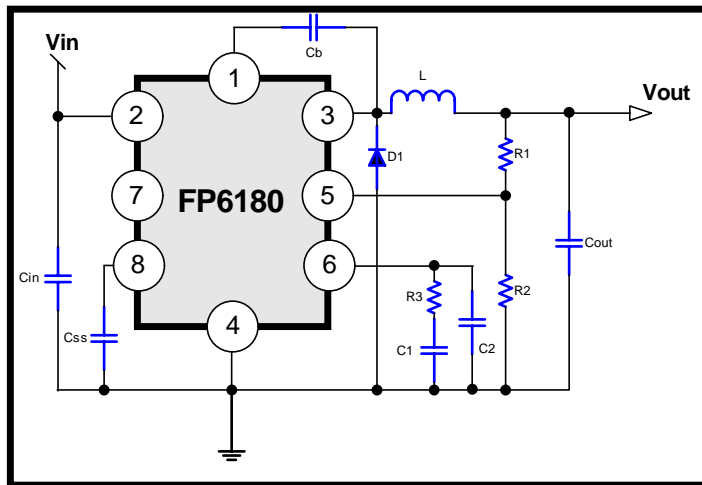 Vin
Cb
1
L
2
3
Vout
D1
R1
7
FP6180
5
8
6
Cout
Cin
R3
R2
Css
C1
C2
4